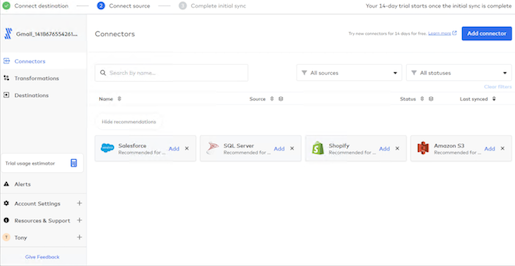 Connect destination
2 Connect source
3 Complete initial sync
Your 14-day trial starts once the initial sync is complete
Gmail_1418676554261...
Connectors
Try new connectors for 14 days for free. Learn more
Add connector
Connectors
Transformations
Destinations
Search by name...
All sources
All statuses
Clear filters
Name
Source
Status
Last synced
Hide recommendations
Salesforce
Recommended for ...
Add
SQL Server
Recommended for ...
Add
Shopify
Recommended for ...
Add
Amazon S3
Recommended for ...
Add
Trial usage estimator
Alerts
Account Settings
Resources & Support
T Tony
Give Feedback